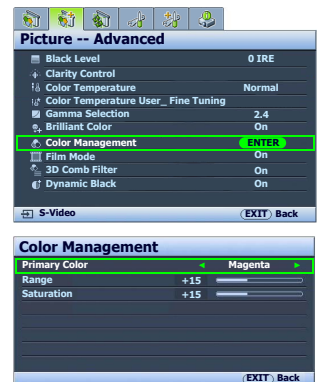 Picture -- Advanced
Black Level 0 IRE
Clarity Control
Color Temperature Normal
Color Temperature User_ Fine Tuning
Gamma Selection 2.4
Brilliant Color On
Color Management ENTER
Film Mode On
3D Comb Filter On
Dynamic Black On
S-Video EXIT Back
Color Management
Primary Color Magenta
Range +15
Saturation +15
EXIT Back